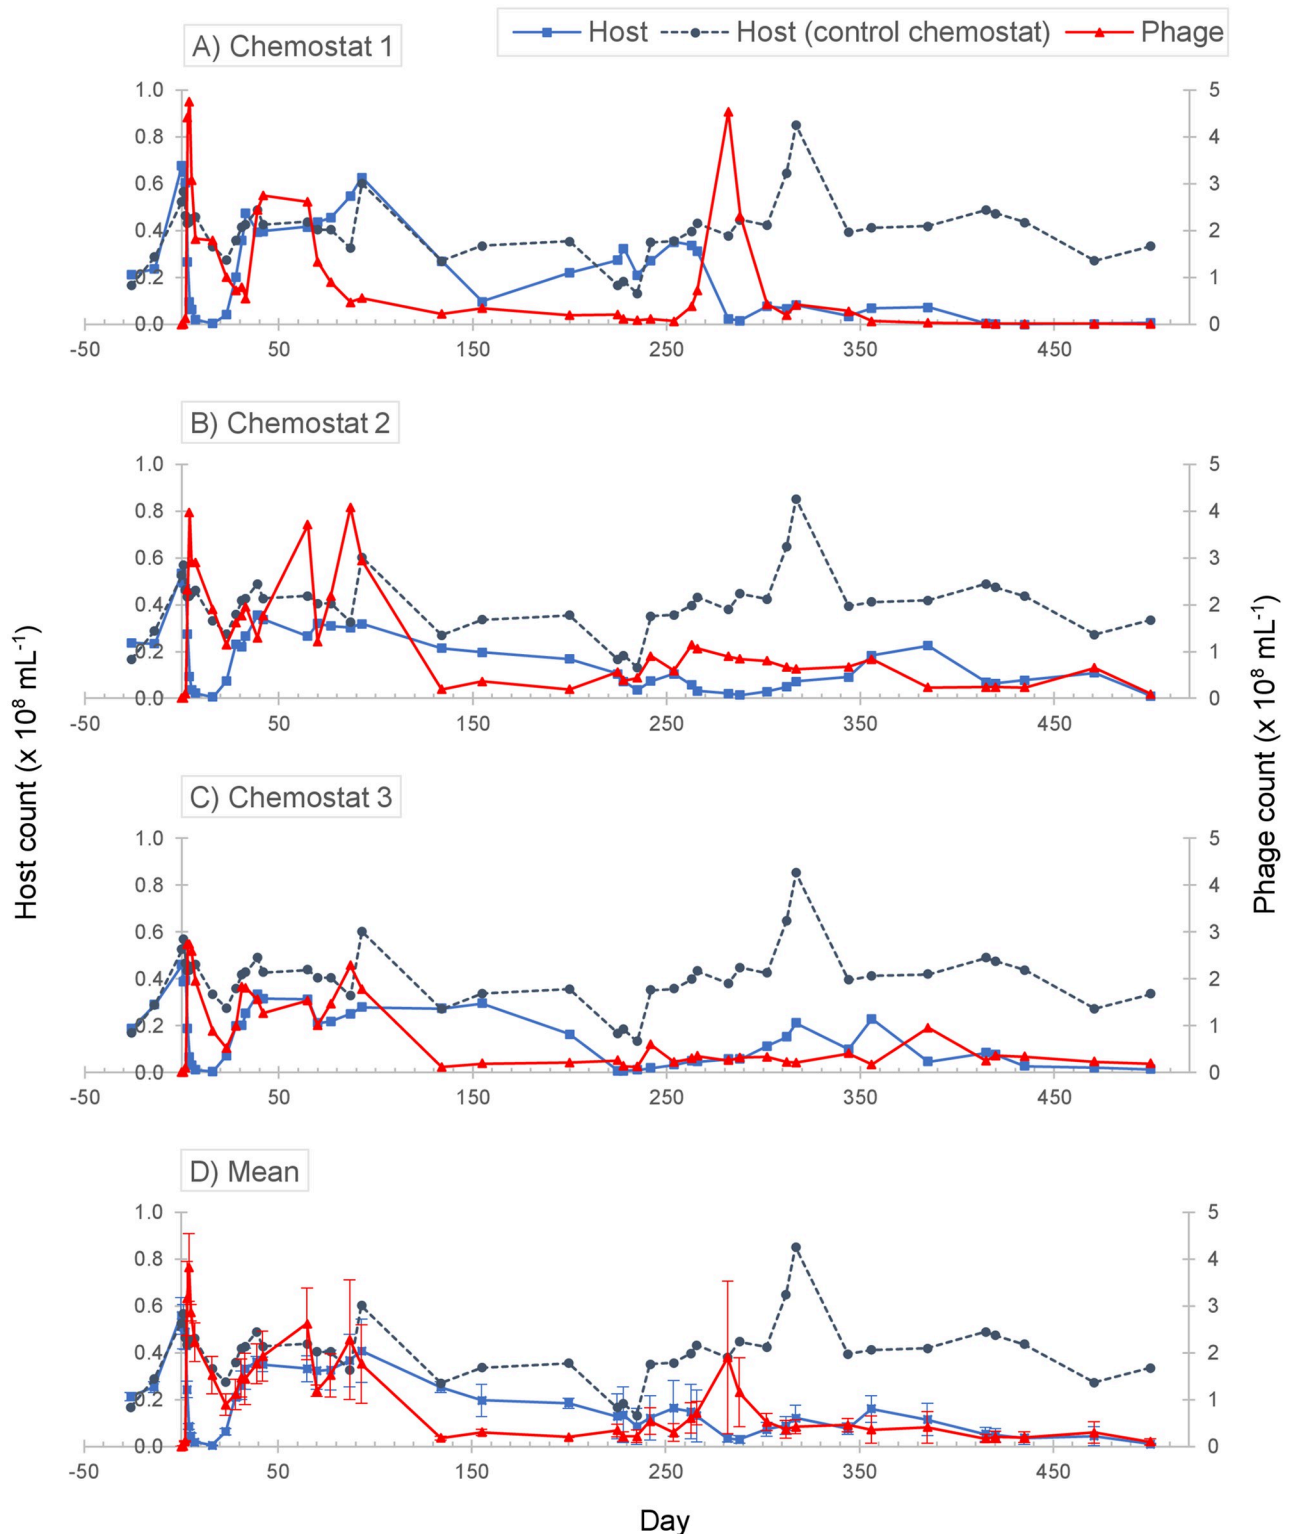 A) Chemostat 1
Host Host (control chemostat) Phage
1.0 5
0.8 4
0.6 3
0.4 2
0.2 1
0.0 0
-50 50 150 250 350 450
B) Chemostat 2
1.0 5
0.8 4
0.6 3
0.4 2
0.2 1
0.0 0
-50 50 150 250 350 450
Host count (x 10⁸ mL⁻¹)
Phage count (x 10⁸ mL⁻¹)
C) Chemostat 3
1.0 5
0.8 4
0.6 3
0.4 2
0.2 1
0.0 0
-50 50 150 250 350 450
D) Mean
1.0 5
0.8 4
0.6 3
0.4 2
0.2 1
0.0 0
-50 50 150 250 350 450
Day